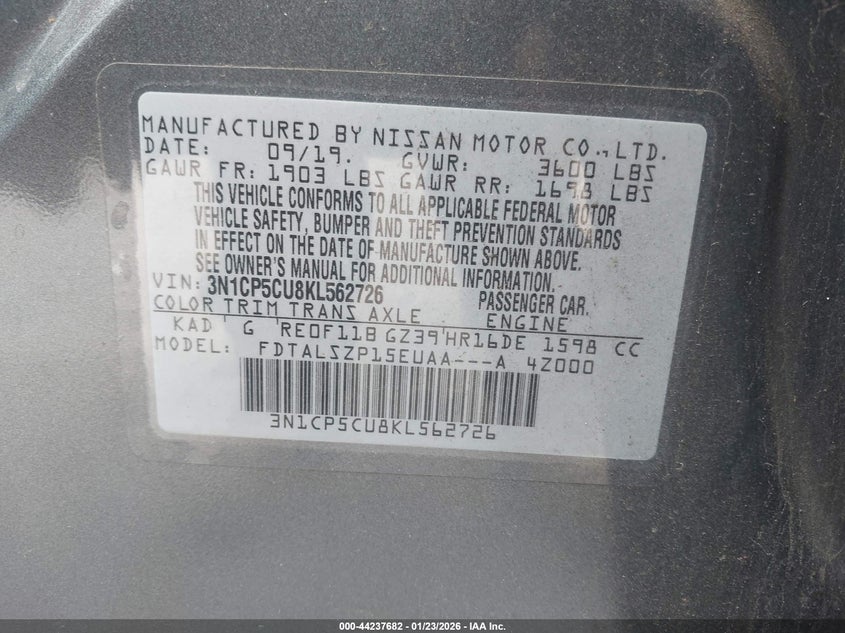 MANUFACTURED BY NISSAN MOTOR CO.,LTD.
DATE: 09/19. GVWR: 3600 LBS
GAWR FR: 1903 LBS GAWR RR: 1698 LBS
THIS VEHICLE CONFORMS TO ALL APPLICABLE FEDERAL MOTOR
VEHICLE SAFETY, BUMPER AND THEFT PREVENTION STANDARDS
IN EFFECT ON THE DATE OF MANUFACTURE SHOWN ABOVE.
SEE OWNER'S MANUAL FOR ADDITIONAL INFORMATION.
VIN: 3N1CP5CU8KL562726 PASSENGER CAR.
COLOR TRIM TRANS AXLE ENGINE
KAD G RE0F11B GZ39 HR16DE 1598 CC
MODEL: FDTALSZP15EUAA---A 4Z000
3N1CP5CU8KL562726
000-44237682 | 01/23/2026 | IAA Inc.